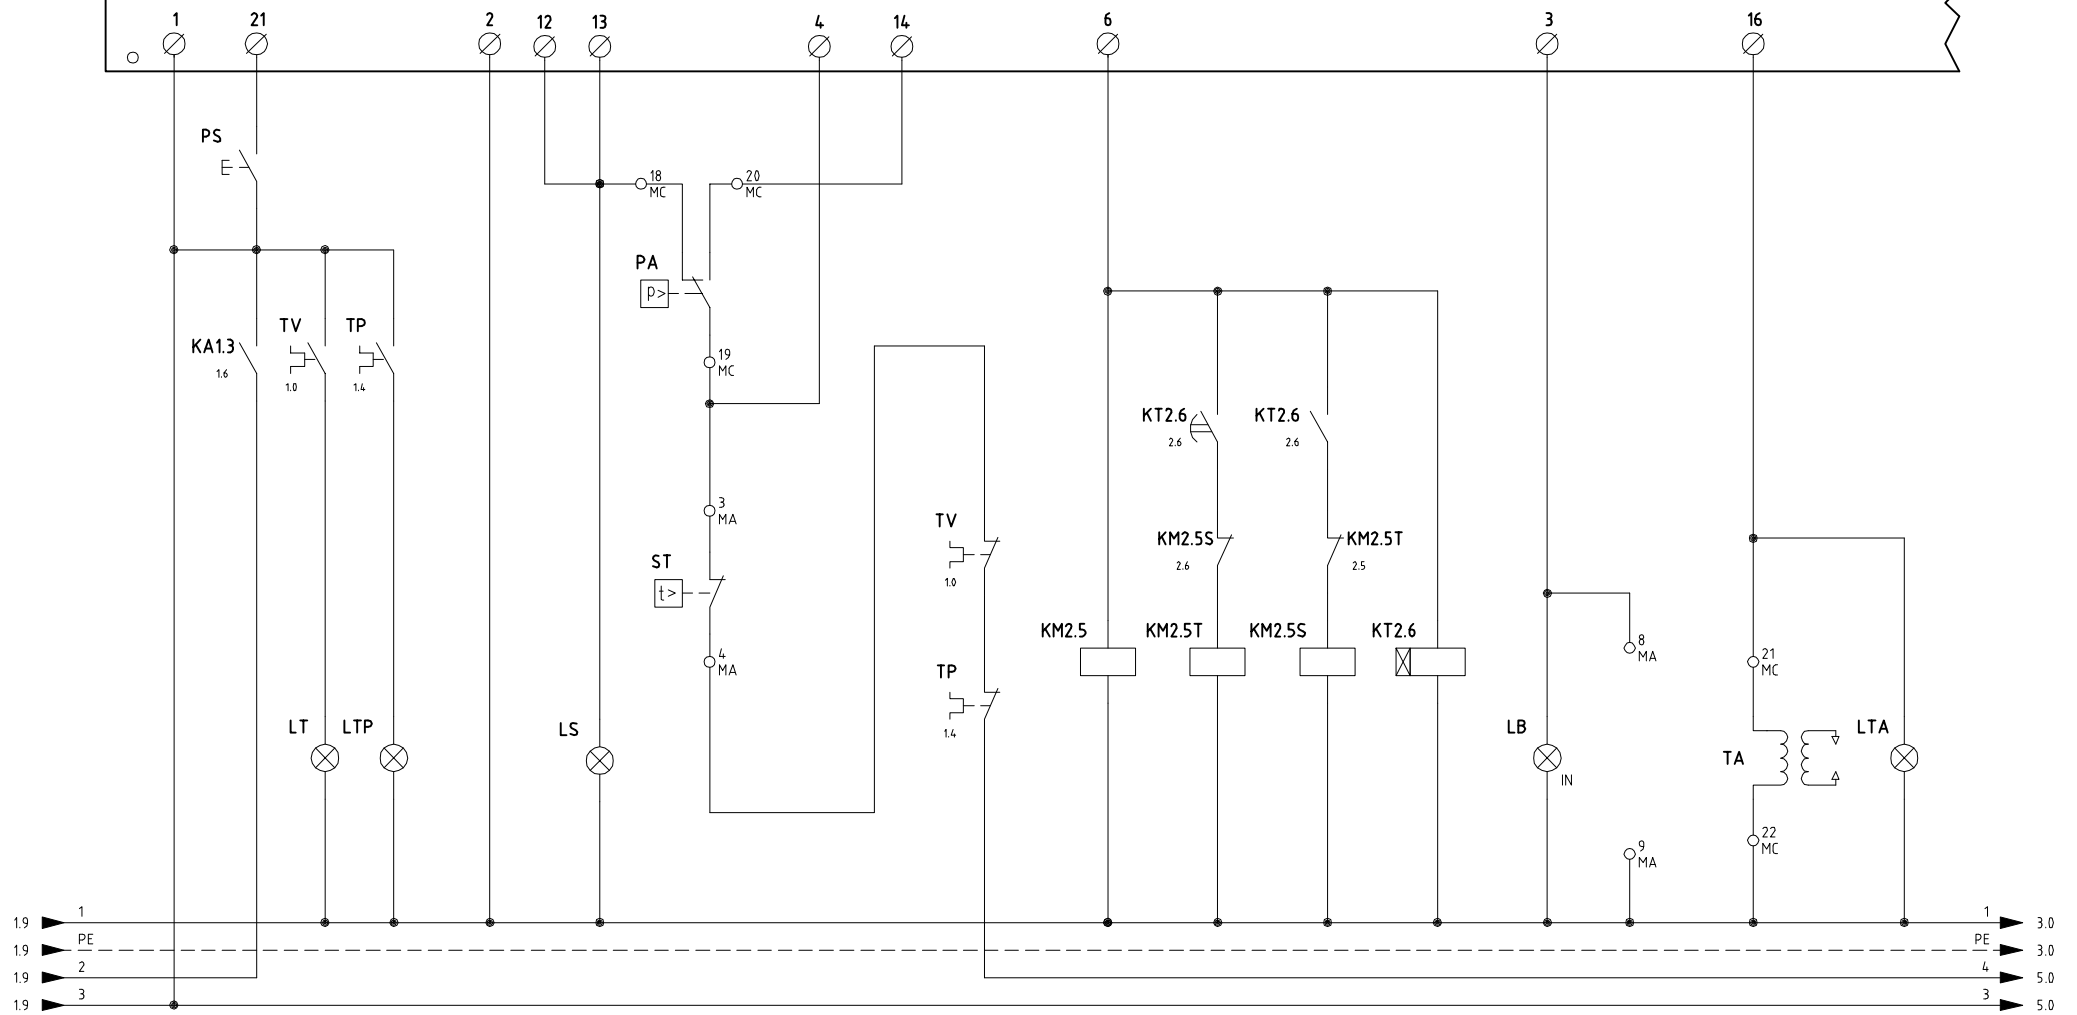 1 21 2 12 13 4 14 6 3 16
PS
18
MC
20
MC
PA
p>
19
MC
KA1.3
1.6
TV
1.0
TP
1.4
KT2.6
2.6
KT2.6
2.6
3
MA
TV
1.0
KM2.5S
2.6
KM2.5T
2.5
ST
t>
4
MA
KM2.5
KM2.5T
KM2.5S
KT2.6
8
MA
21
MC
TP
1.4
LT
LTP
LS
LB
IN
TA
LTA
22
MC
9
MA
1.9 1 1 3.0
1.9 PE PE 3.0
1.9 2 4 5.0
1.9 3 3 5.0